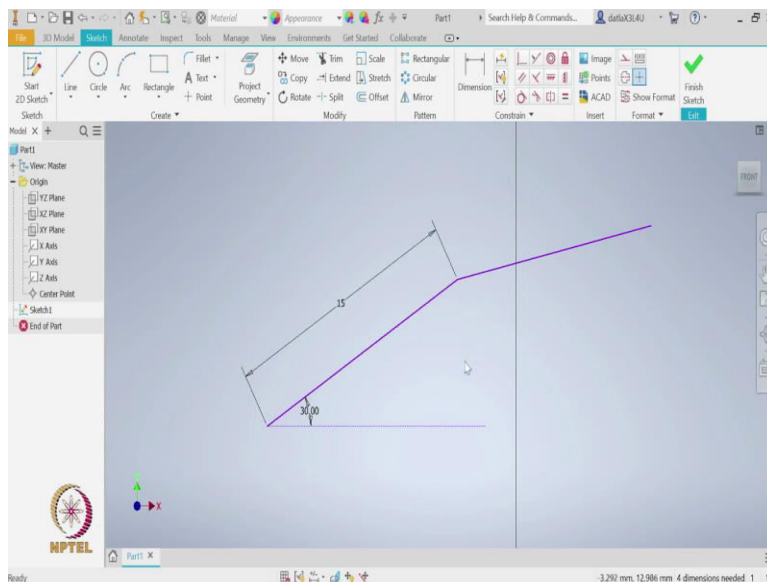 Material Appearance fx Part1 Search Help & Commands... datlaX3L4U
File 3D Model Sketch Annotate Inspect Tools Manage View Environments Get Started Collaborate
Start 2D Sketch Line Circle Arc Rectangle Fillet Text Point Project Geometry Move Copy Rotate Trim Extend Split Scale Stretch Offset Rectangular Circular Mirror Dimension Image Points ACAD Show Format Finish Sketch
Sketch Create Modify Pattern Constrain Insert Format Exit
Model X +
Part1
View: Master
Origin
YZ Plane
XZ Plane
XY Plane
X Axis
Y Axis
Z Axis
Center Point
Sketch1
End of Part
FRONT
15
30.00
X
NPTEL
Part1 X
Ready -3.292 mm, 12.986 mm 4 dimensions needed 1